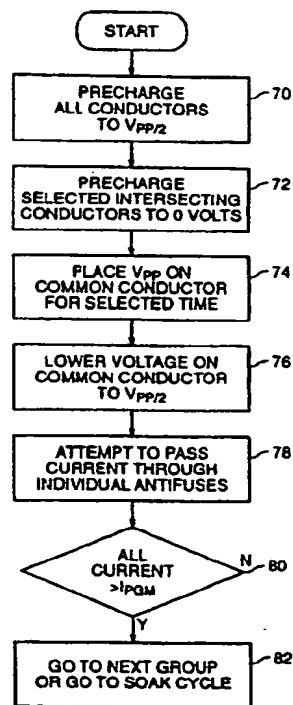 START
PRECHARGE
ALL CONDUCTORS
TO VPP/2
70
PRECHARGE
SELECTED INTERSECTING
CONDUCTORS TO 0 VOLTS
72
PLACE VPP ON
COMMON CONDUCTOR
FOR SELECTED TIME
74
LOWER VOLTAGE ON
COMMON CONDUCTOR
TO VPP/2
76
ATTEMPT TO PASS
CURRENT THROUGH
INDIVIDUAL ANTIFUSES
78
ALL
CURRENT
>IPGM
N
80
Y
GO TO NEXT GROUP
OR GO TO SOAK CYCLE
82